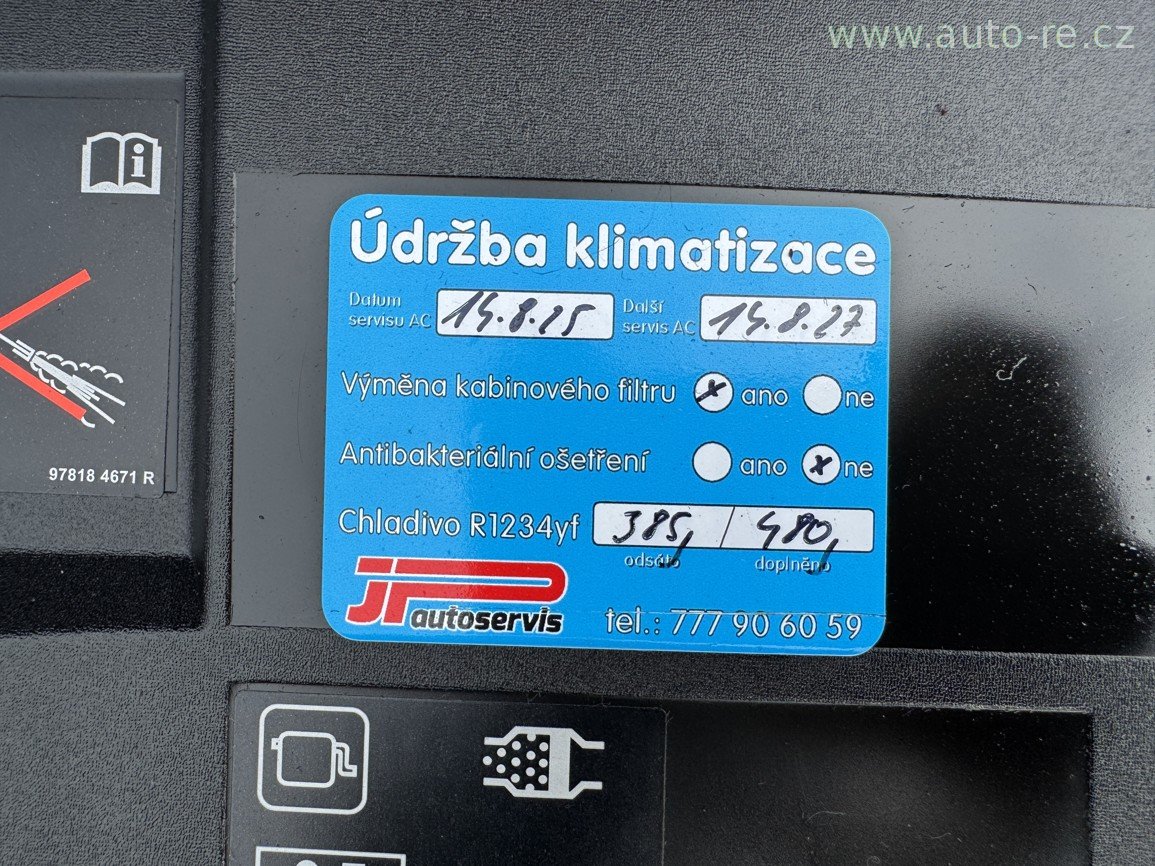 www.auto-re.cz
Údržba klimatizace
Datum servisu AC 14.8.25 Další servis AC 14.8.27
Výměna kabinového filtru x ano ne
Antibakteriální ošetření ano x ne
Chladivo R1234yf 385, / 480,
odsáto doplněno
JP autoservis tel.: 777 90 60 59
97818 4671 R